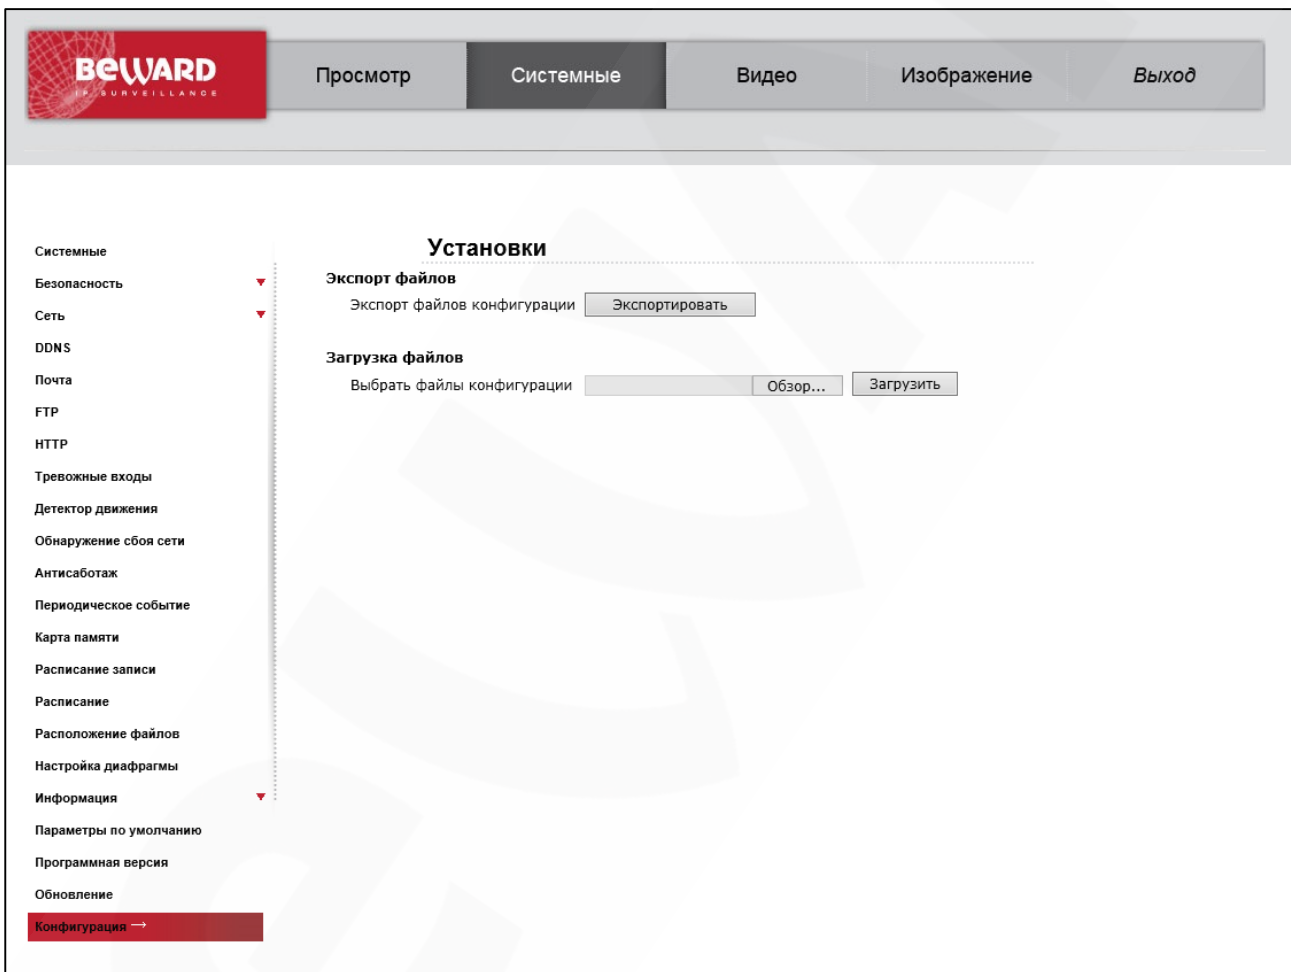 BEWARD
IP SURVEILLANCE
Просмотр
Системные
Видео
Изображение
Выход
Системные
Безопасность
Сеть
DDNS
Почта
FTP
HTTP
Тревожные входы
Детектор движения
Обнаружение сбоя сети
Антисаботаж
Периодическое событие
Карта памяти
Расписание записи
Расписание
Расположение файлов
Настройка диафрагмы
Информация
Параметры по умолчанию
Программная версия
Обновление
Конфигурация →
Установки
Экспорт файлов
Экспорт файлов конфигурации Экспортировать
Загрузка файлов
Выбрать файлы конфигурации Обзор... Загрузить